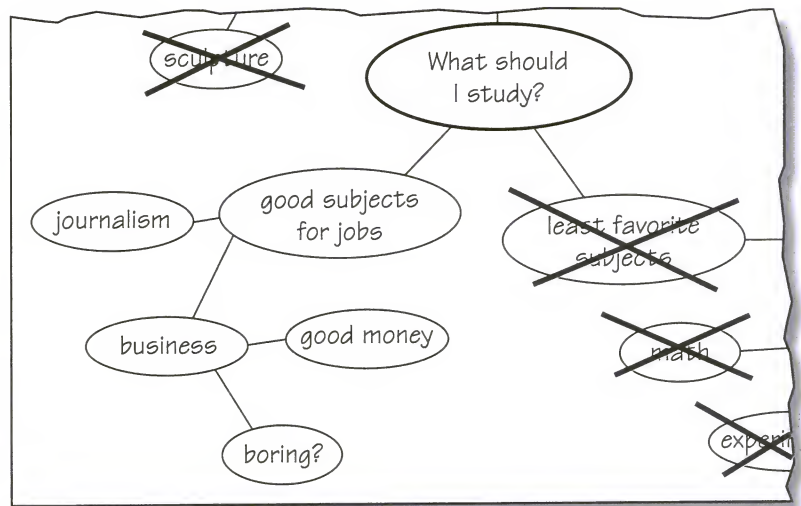 sculpture
What should
I study?
good subjects
for jobs
journalism
least favorite
subjects
business
good money
math
boring?